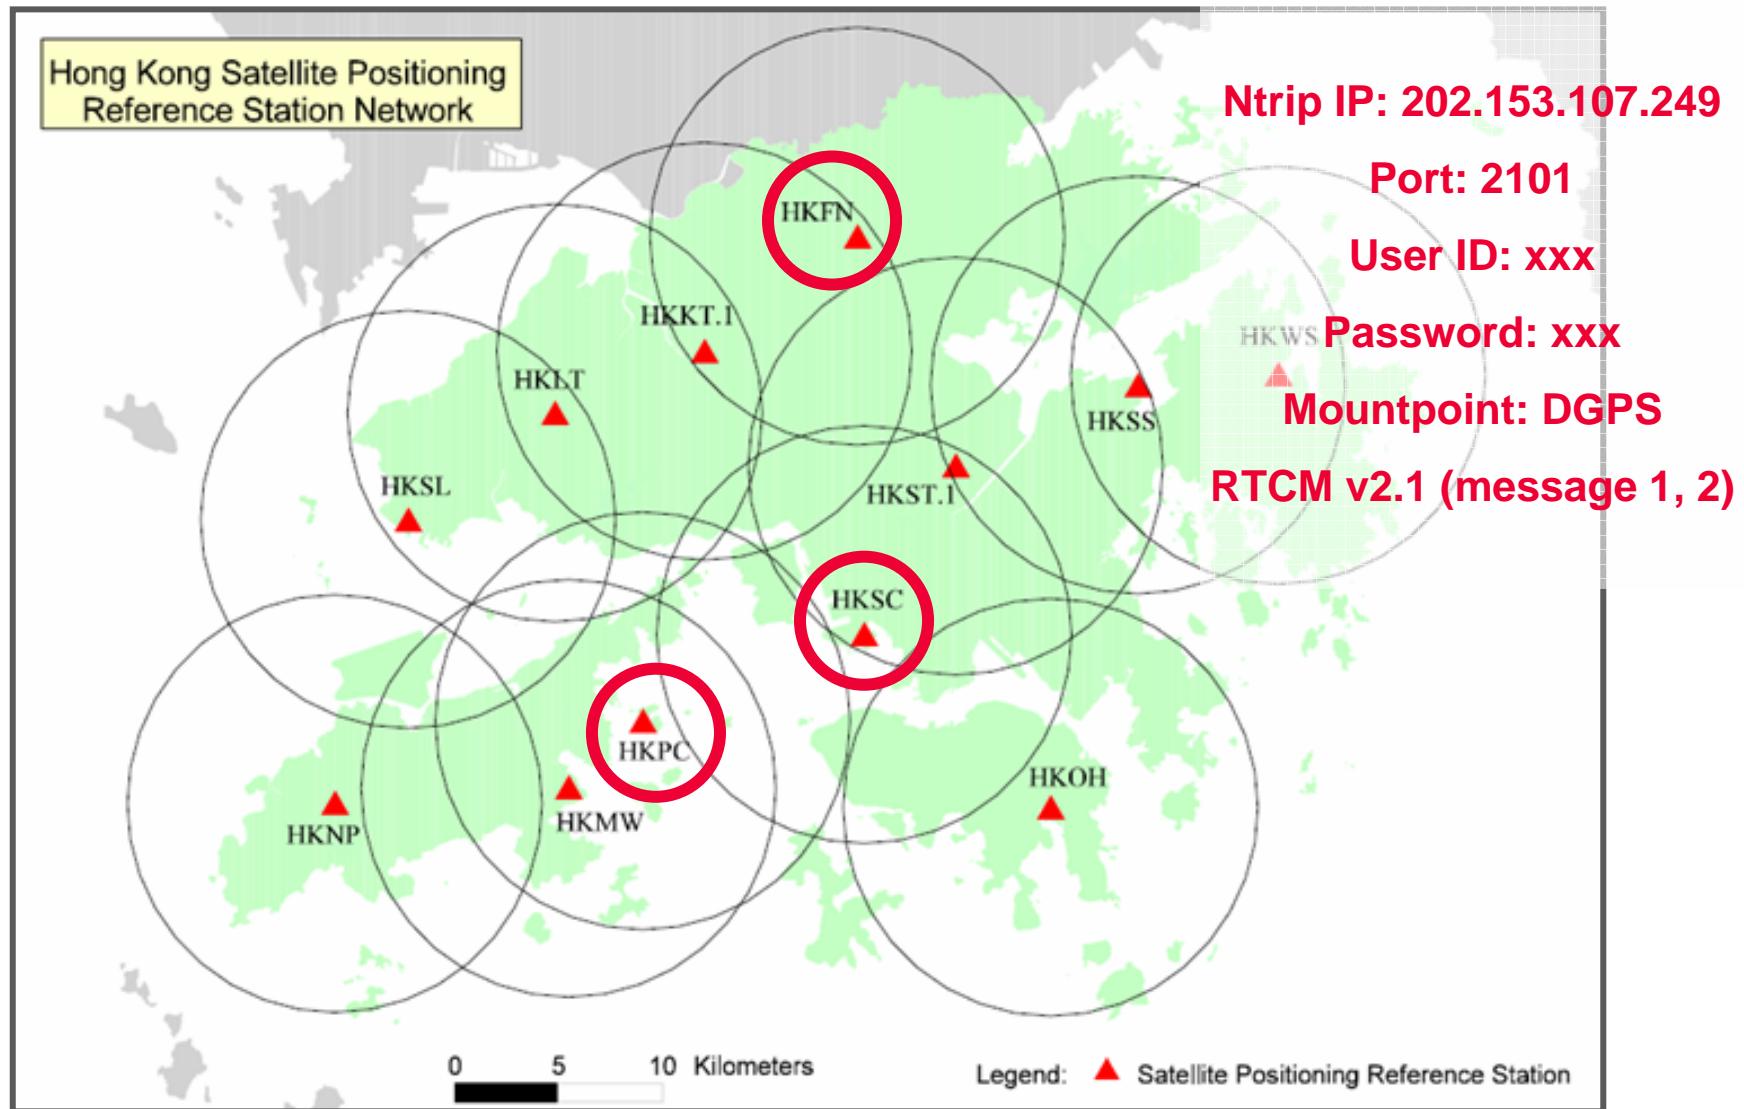 Hong Kong Satellite Positioning
Reference Station Network
Ntrip IP: 202.153.107.249
Port: 2101
User ID: xxx
Password: xxx
Mountpoint: DGPS
RTCM v2.1 (message 1, 2)
HKFN
HKKT.1
HKWS
HKLT
HKSS
HKSL
HKST.1
HKSC
HKPC
HKOH
HKMW
HKNP
0 5 10 Kilometers
Legend: Satellite Positioning Reference Station